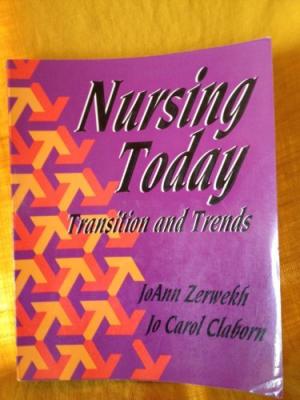 Nursing
Today
Transition and Trends
JoAnn Zerwekh
Jo Carol Claborn